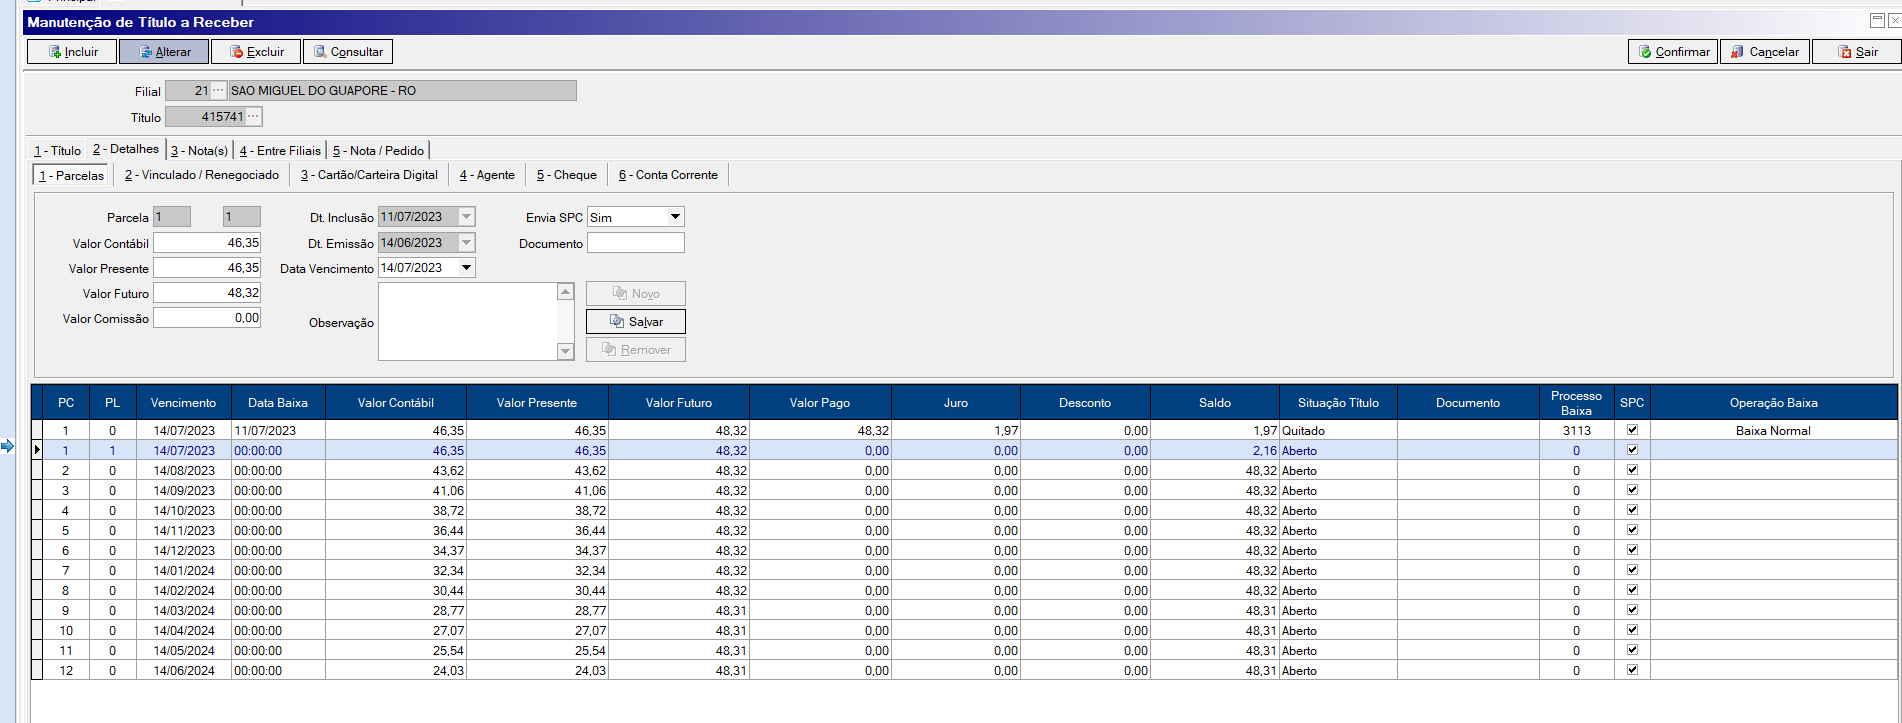 Manutenção de Título a Receber
Incluir Alterar Excluir Consultar Confirmar Cancelar Sair
Filial 21 ... SAO MIGUEL DO GUAPORE - RO
Título 415741 ...
1 - Título 2 - Detalhes 3 - Nota(s) 4 - Entre Filiais 5 - Nota / Pedido
1 - Parcelas 2 - Vinculado / Renegociado 3 - Cartão/Carteira Digital 4 - Agente 5 - Cheque 6 - Conta Corrente
Parcela 1 1 Dt. Inclusão 11/07/2023 Envia SPC Sim
Valor Contábil 46,35 Dt. Emissão 14/06/2023 Documento
Valor Presente 46,35 Data Vencimento 14/07/2023
Valor Futuro 48,32 Novo
Valor Comissão 0,00 Observação Salvar
Remover
PC PL Vencimento Data Baixa Valor Contábil Valor Presente Valor Futuro Valor Pago Juro Desconto Saldo Situação Título Documento Processo Baixa SPC Operação Baixa
1 0 14/07/2023 11/07/2023 46,35 46,35 48,32 48,32 1,97 0,00 1,97 Quitado 3113 Baixa Normal
1 1 14/07/2023 00:00:00 46,35 46,35 48,32 0,00 0,00 0,00 2,16 Aberto 0
2 0 14/08/2023 00:00:00 43,62 43,62 48,32 0,00 0,00 0,00 48,32 Aberto 0
3 0 14/09/2023 00:00:00 41,06 41,06 48,32 0,00 0,00 0,00 48,32 Aberto 0
4 0 14/10/2023 00:00:00 38,72 38,72 48,32 0,00 0,00 0,00 48,32 Aberto 0
5 0 14/11/2023 00:00:00 36,44 36,44 48,32 0,00 0,00 0,00 48,32 Aberto 0
6 0 14/12/2023 00:00:00 34,37 34,37 48,32 0,00 0,00 0,00 48,32 Aberto 0
7 0 14/01/2024 00:00:00 32,34 32,34 48,32 0,00 0,00 0,00 48,32 Aberto 0
8 0 14/02/2024 00:00:00 30,44 30,44 48,32 0,00 0,00 0,00 48,32 Aberto 0
9 0 14/03/2024 00:00:00 28,77 28,77 48,31 0,00 0,00 0,00 48,31 Aberto 0
10 0 14/04/2024 00:00:00 27,07 27,07 48,31 0,00 0,00 0,00 48,31 Aberto 0
11 0 14/05/2024 00:00:00 25,54 25,54 48,31 0,00 0,00 0,00 48,31 Aberto 0
12 0 14/06/2024 00:00:00 24,03 24,03 48,31 0,00 0,00 0,00 48,31 Aberto 0